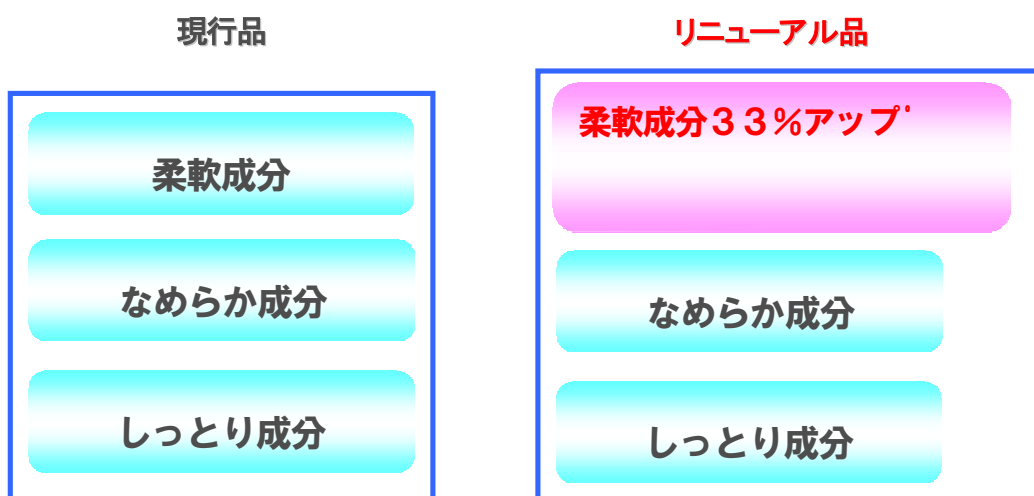 現行品
柔軟成分
なめらか成分
しっとり成分
リニューアル品
柔軟成分３３％アップ
なめらか成分
しっとり成分